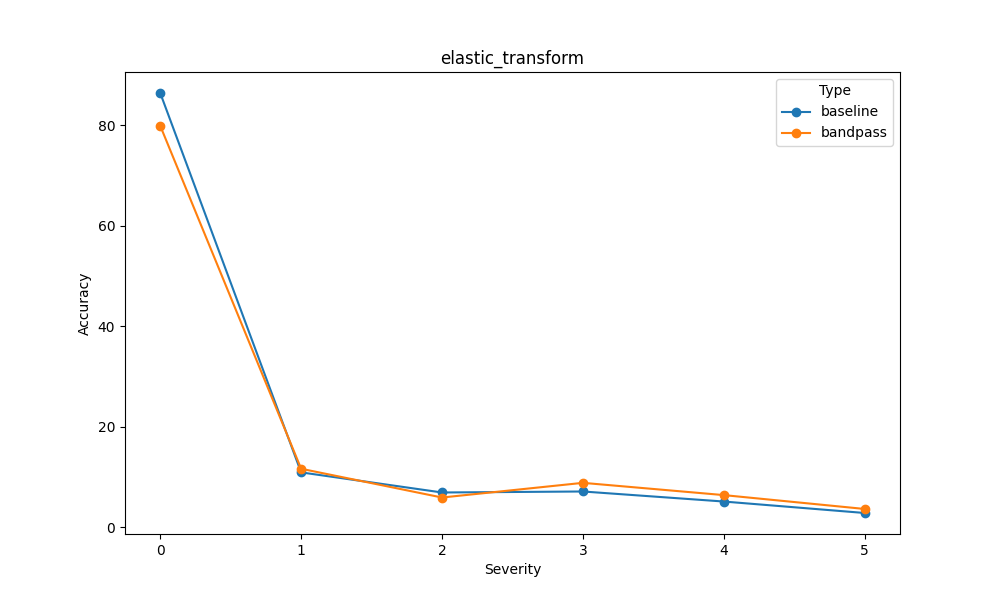 elastic_transform
Type
baseline
bandpass
Accuracy
80
60
40
20
0
0 1 2 3 4 5
Severity